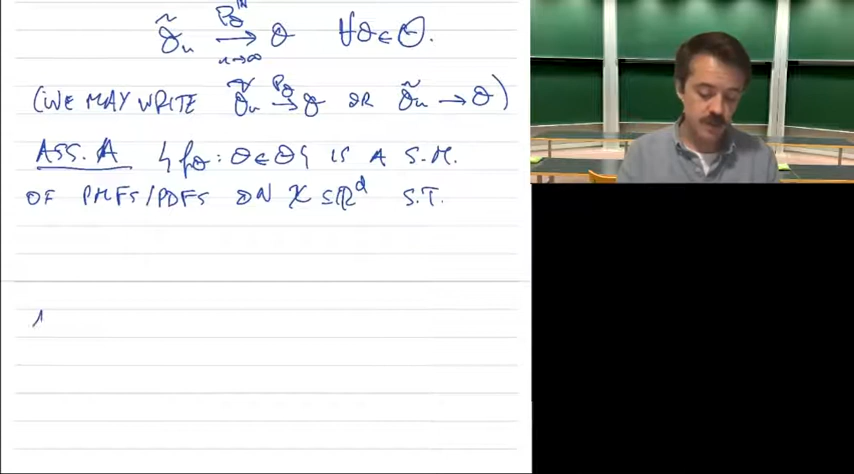 θ̃ₙ →(n→∞) P_θ^ℕ θ ∀θ∈Θ.
(WE MAY WRITE θ̃ₙ →P_θ θ OR θ̃ₙ → θ)
ASS. A {f_θ : θ∈Θ} IS A S.M.
OF PMFS/PDFS ON X ⊆ ℝ^d S.T.